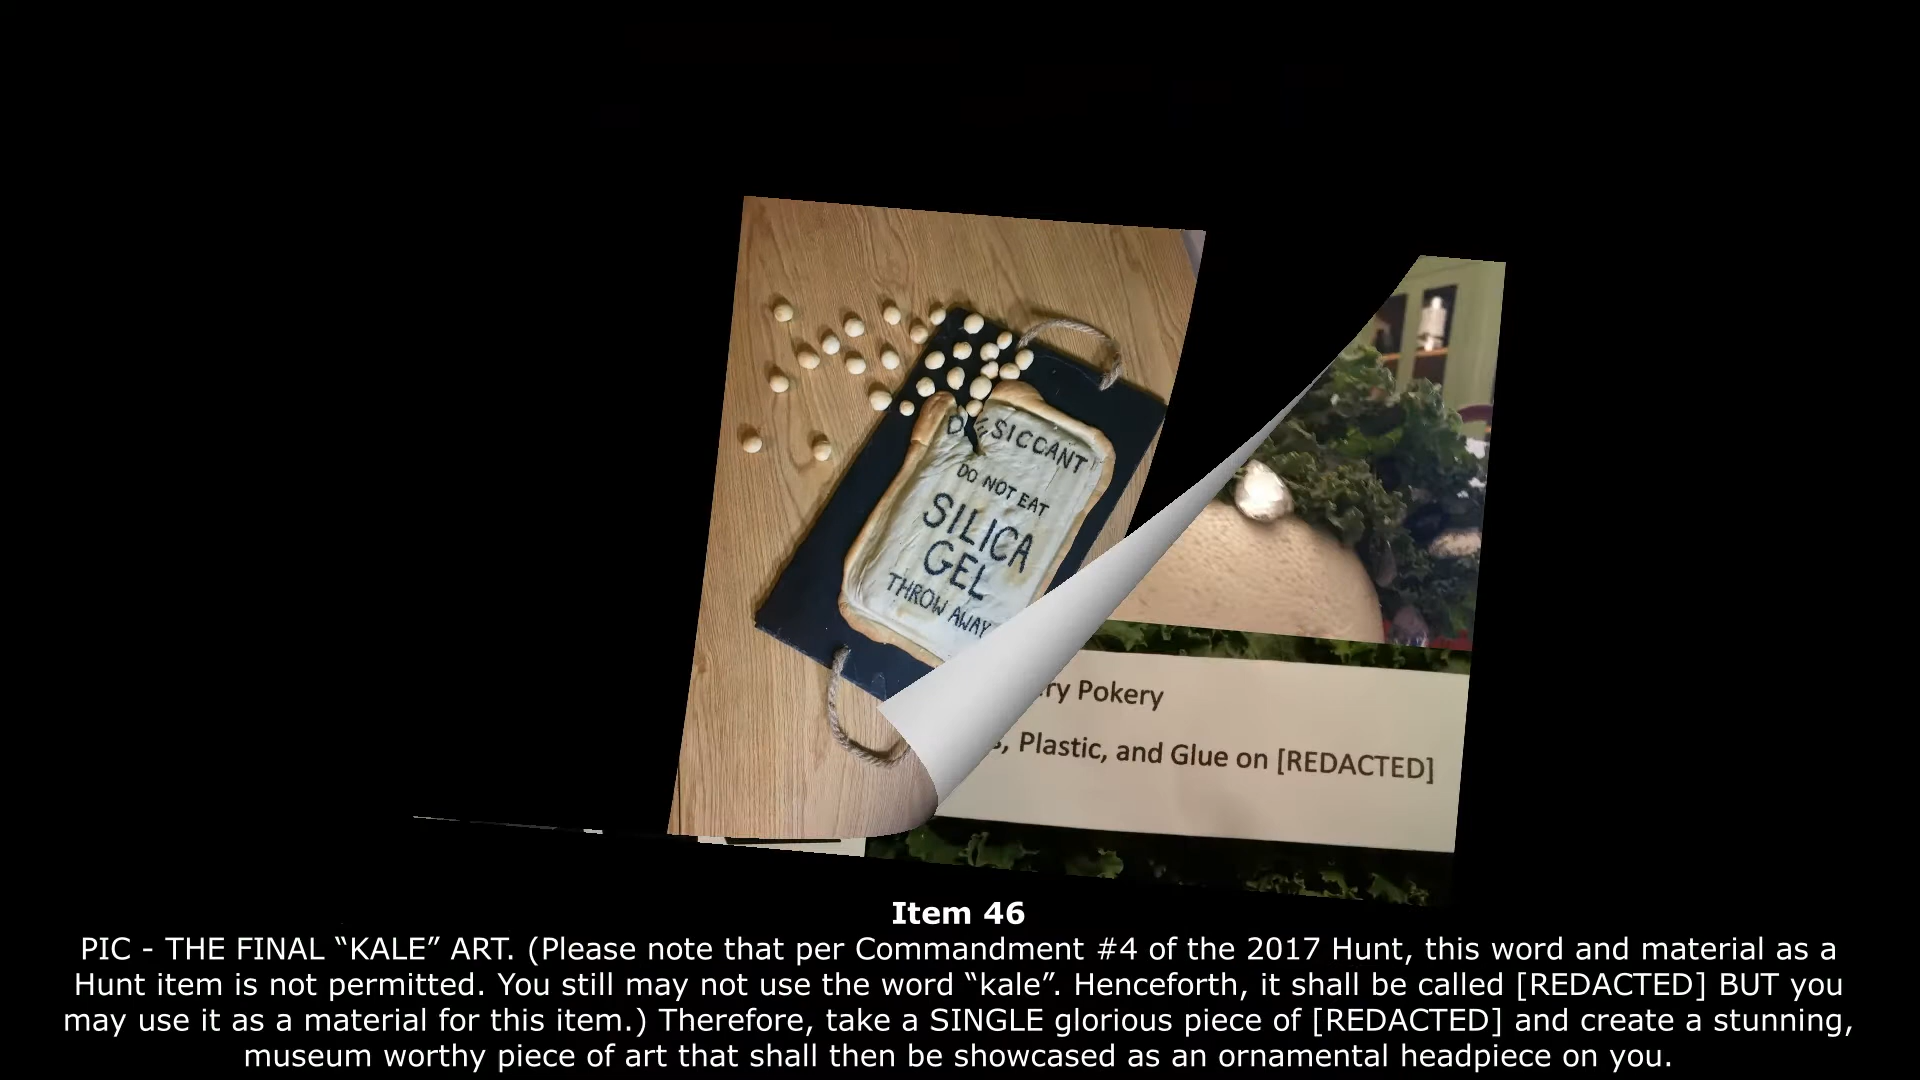 DESICCANT
DO NOT EAT
SILICA
GEL
THROW AWAY
Pokery
, Plastic, and Glue on [REDACTED]
Item 46
PIC - THE FINAL “KALE” ART. (Please note that per Commandment #4 of the 2017 Hunt, this word and material as a
Hunt item is not permitted. You still may not use the word “kale”. Henceforth, it shall be called [REDACTED] BUT you
may use it as a material for this item.) Therefore, take a SINGLE glorious piece of [REDACTED] and create a stunning,
museum worthy piece of art that shall then be showcased as an ornamental headpiece on you.